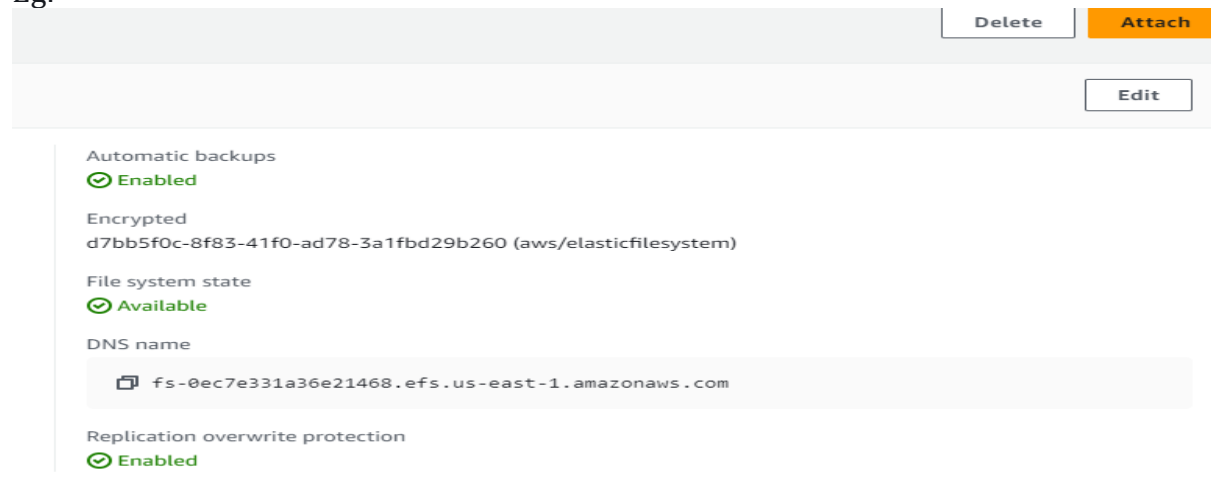 Eg.
Delete Attach
Edit
Automatic backups
Enabled
Encrypted
d7bb5f0c-8f83-41f0-ad78-3a1fbd29b260 (aws/elasticfilesystem)
File system state
Available
DNS name
fs-0ec7e331a36e21468.efs.us-east-1.amazonaws.com
Replication overwrite protection
Enabled